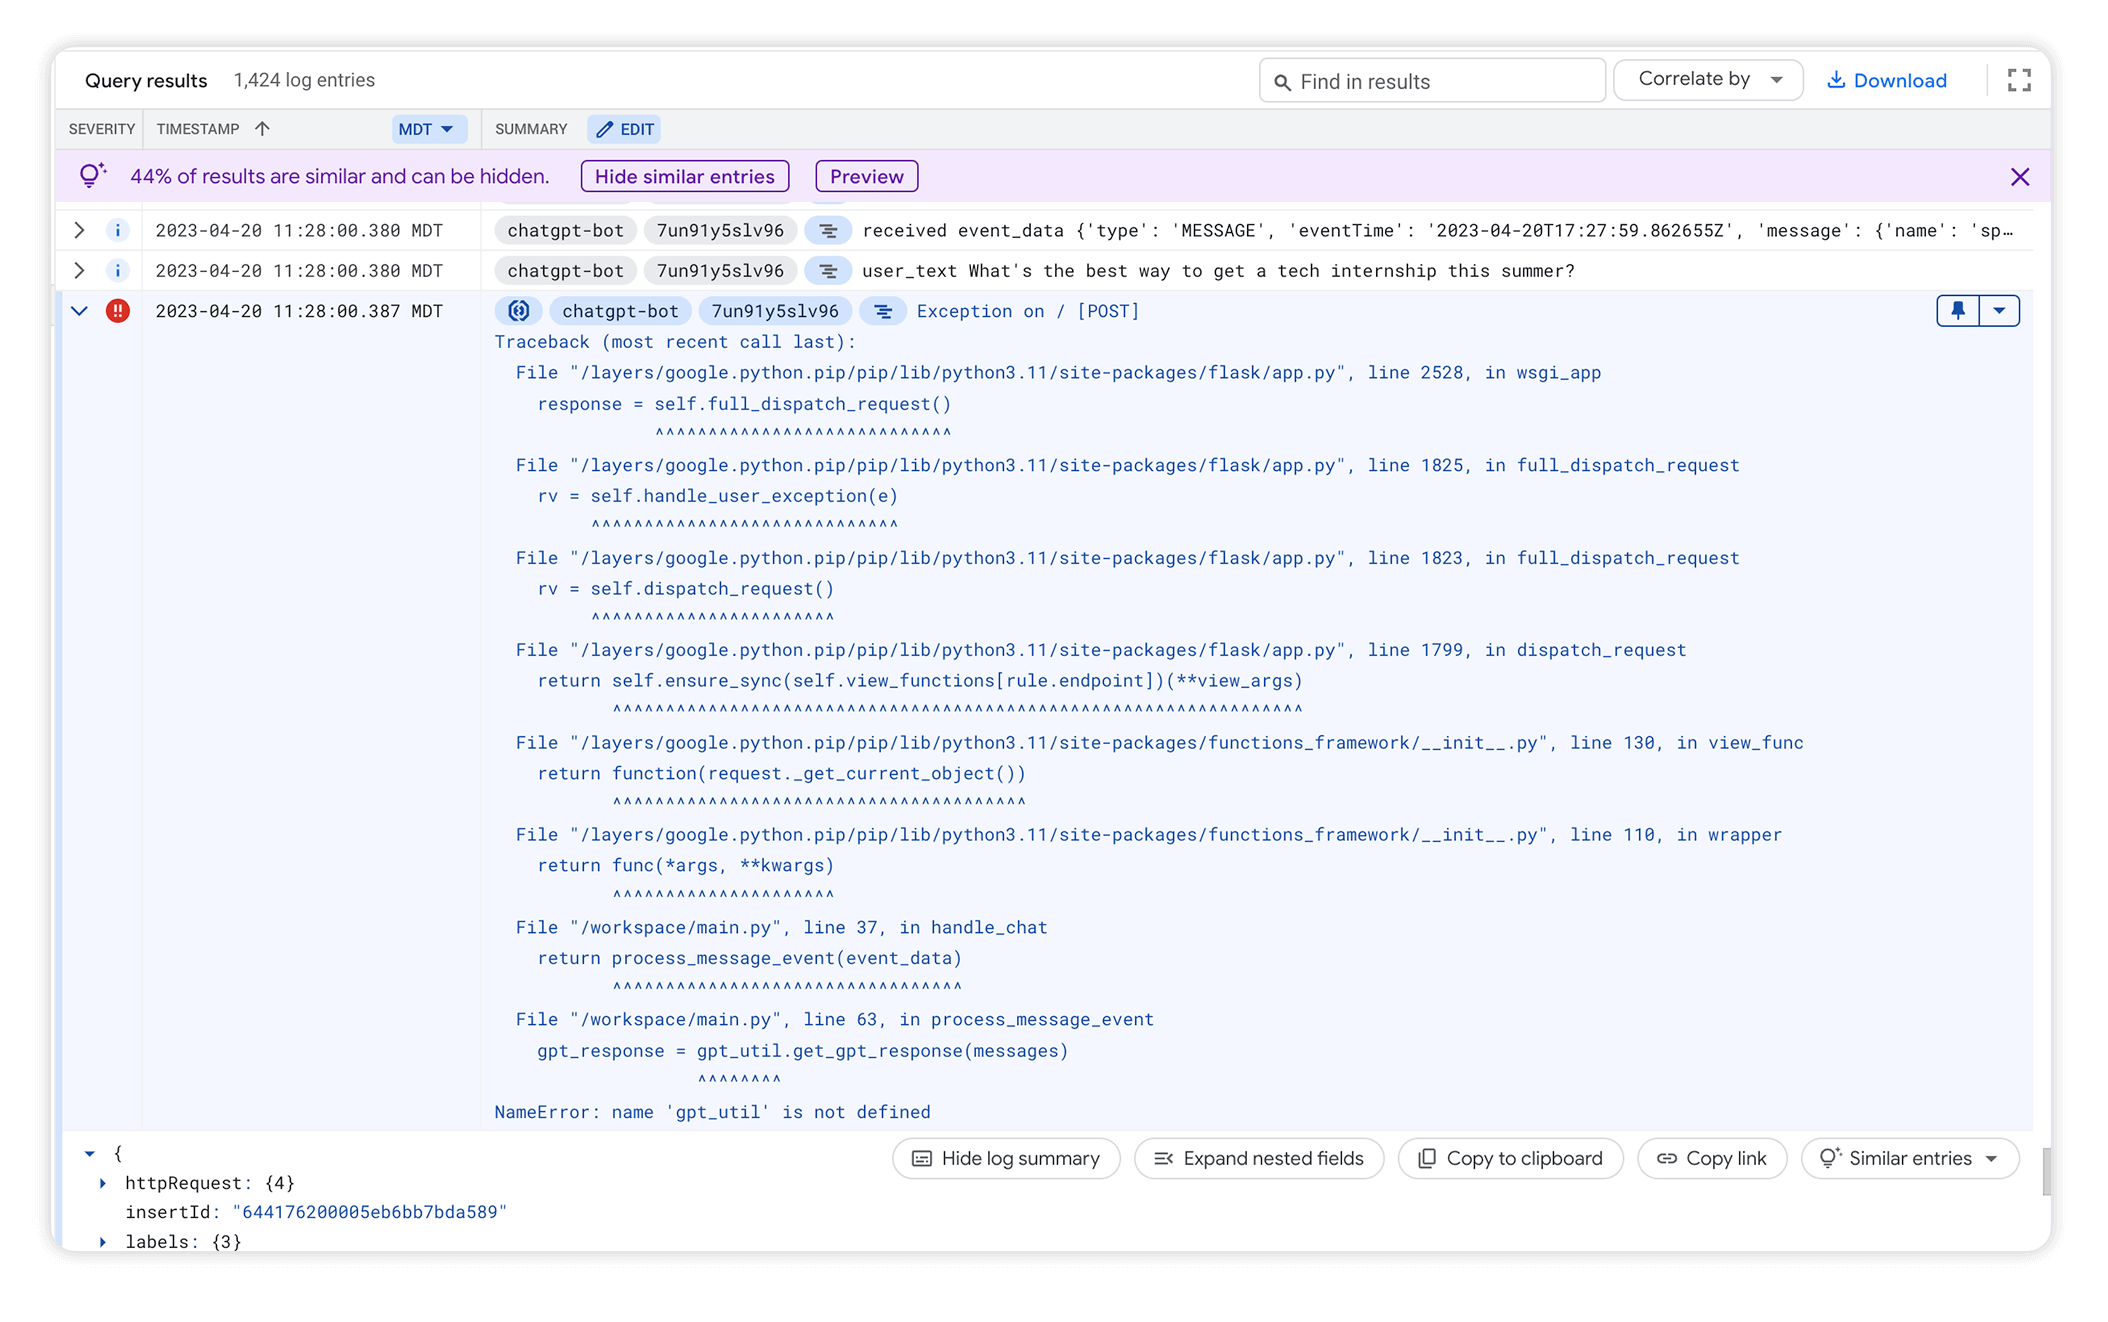 Query results 1,424 log entries Find in results Correlate by Download
SEVERITY TIMESTAMP MDT SUMMARY EDIT
44% of results are similar and can be hidden. Hide similar entries Preview
2023-04-20 11:28:00.380 MDT chatgpt-bot 7un91y5slv96 received event_data {'type': 'MESSAGE', 'eventTime': '2023-04-20T17:27:59.862655Z', 'message': {'name': 'sp…
2023-04-20 11:28:00.380 MDT chatgpt-bot 7un91y5slv96 user_text What's the best way to get a tech internship this summer?
2023-04-20 11:28:00.387 MDT chatgpt-bot 7un91y5slv96 Exception on / [POST]
Traceback (most recent call last):
  File "/layers/google.python.pip/pip/lib/python3.11/site-packages/flask/app.py", line 2528, in wsgi_app
    response = self.full_dispatch_request()
               ^^^^^^^^^^^^^^^^^^^^^^^^^^^^
  File "/layers/google.python.pip/pip/lib/python3.11/site-packages/flask/app.py", line 1825, in full_dispatch_request
    rv = self.handle_user_exception(e)
         ^^^^^^^^^^^^^^^^^^^^^^^^^^^^^
  File "/layers/google.python.pip/pip/lib/python3.11/site-packages/flask/app.py", line 1823, in full_dispatch_request
    rv = self.dispatch_request()
         ^^^^^^^^^^^^^^^^^^^^^^^
  File "/layers/google.python.pip/pip/lib/python3.11/site-packages/flask/app.py", line 1799, in dispatch_request
    return self.ensure_sync(self.view_functions[rule.endpoint])(**view_args)
           ^^^^^^^^^^^^^^^^^^^^^^^^^^^^^^^^^^^^^^^^^^^^^^^^^^^^^^^^^^^^^^^^^
  File "/layers/google.python.pip/pip/lib/python3.11/site-packages/functions_framework/__init__.py", line 130, in view_func
    return function(request._get_current_object())
           ^^^^^^^^^^^^^^^^^^^^^^^^^^^^^^^^^^^^^^^
  File "/layers/google.python.pip/pip/lib/python3.11/site-packages/functions_framework/__init__.py", line 110, in wrapper
    return func(*args, **kwargs)
           ^^^^^^^^^^^^^^^^^^^^^
  File "/workspace/main.py", line 37, in handle_chat
    return process_message_event(event_data)
           ^^^^^^^^^^^^^^^^^^^^^^^^^^^^^^^^^
  File "/workspace/main.py", line 63, in process_message_event
    gpt_response = gpt_util.get_gpt_response(messages)
                   ^^^^^^^^
NameError: name 'gpt_util' is not defined
{ Hide log summary Expand nested fields Copy to clipboard Copy link Similar entries
httpRequest: {4}
insertId: "644176200005eb6bb7bda589"
labels: {3}